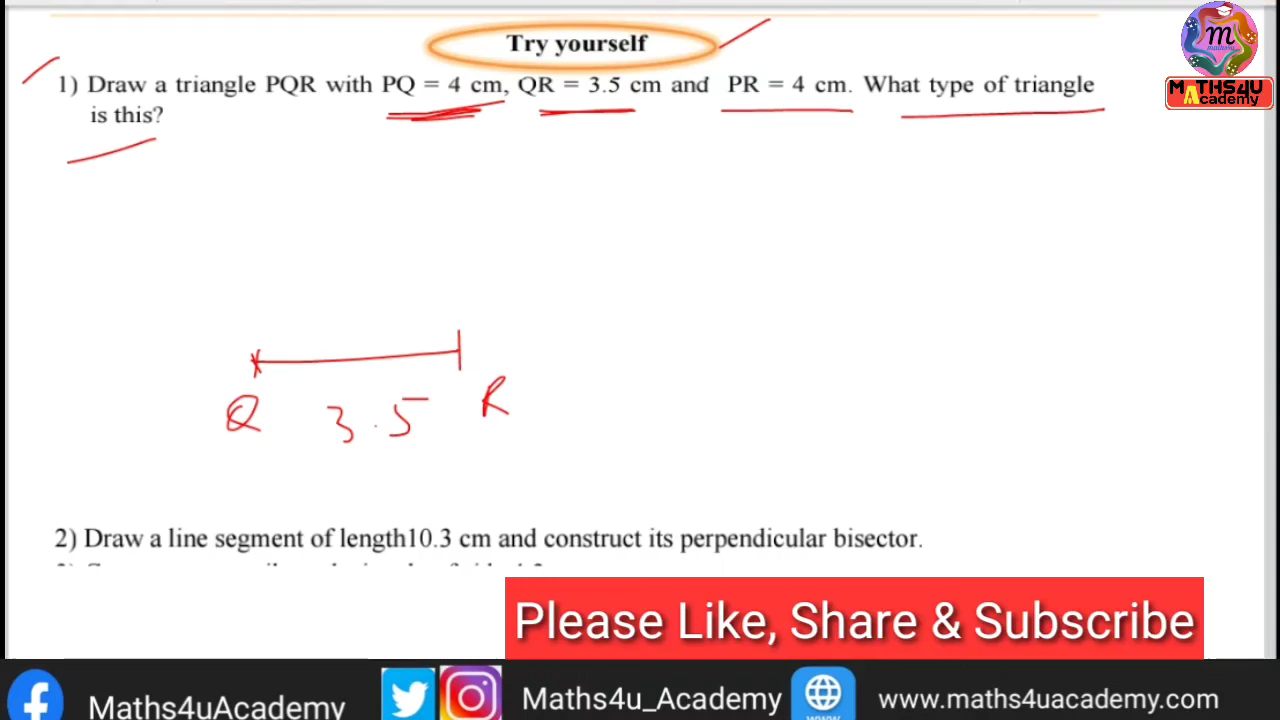 Try yourself
m
mademy
MATHS4U
Academy
1) Draw a triangle PQR with PQ = 4 cm, QR = 3.5 cm and PR = 4 cm. What type of triangle
is this?
Q 3.5 R
2) Draw a line segment of length10.3 cm and construct its perpendicular bisector.
Please Like, Share & Subscribe
Maths4uAcademy
Maths4u_Academy
www
www.maths4uacademy.com